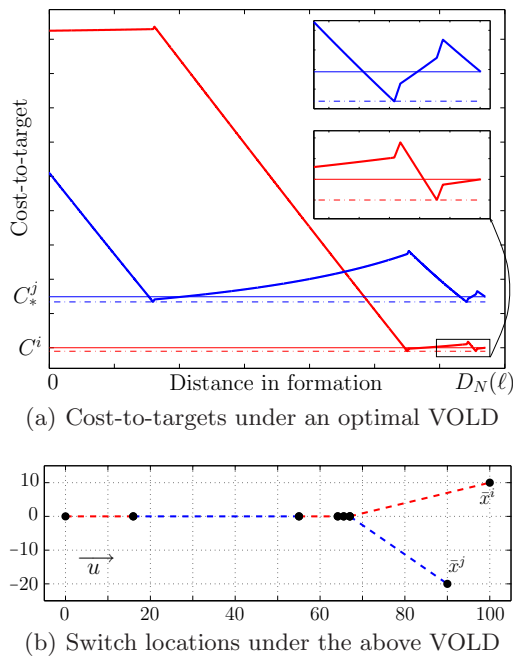 Cost-to-target
C^j_*
C^i
0
Distance in formation
D_N(ℓ)
(a) Cost-to-targets under an optimal VOLD
10
0
−10
−20
u
x̄^i
x̄^j
0 20 40 60 80 100
(b) Switch locations under the above VOLD